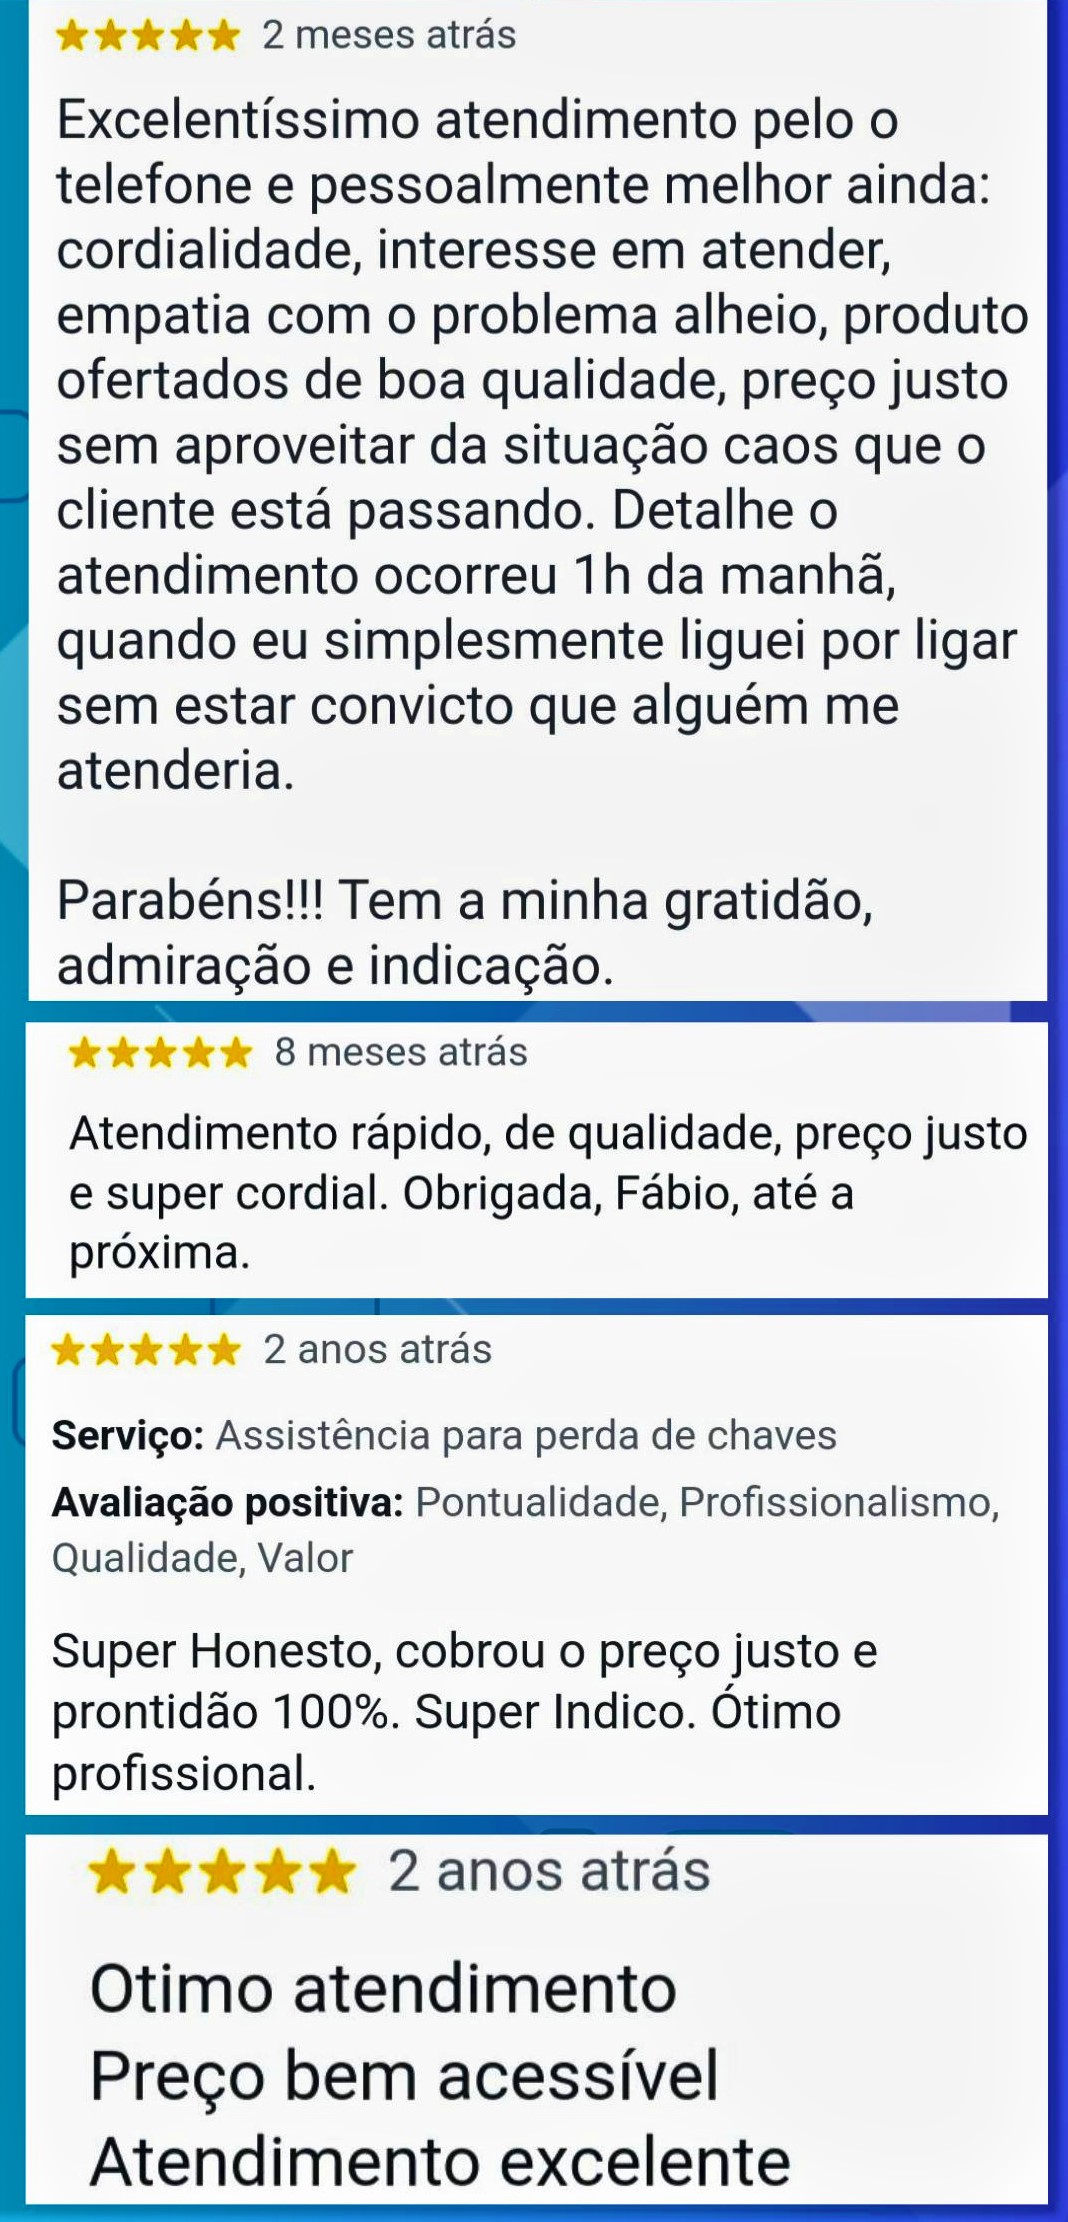 2 meses atrás
Excelentíssimo atendimento pelo o
telefone e pessoalmente melhor ainda:
cordialidade, interesse em atender,
empatia com o problema alheio, produto
ofertados de boa qualidade, preço justo
sem aproveitar da situação caos que o
cliente está passando. Detalhe o
atendimento ocorreu 1h da manhã,
quando eu simplesmente liguei por ligar
sem estar convicto que alguém me
atenderia.
Parabéns!!! Tem a minha gratidão,
admiração e indicação.
8 meses atrás
Atendimento rápido, de qualidade, preço justo
e super cordial. Obrigada, Fábio, até a
próxima.
2 anos atrás
Serviço: Assistência para perda de chaves
Avaliação positiva: Pontualidade, Profissionalismo,
Qualidade, Valor
Super Honesto, cobrou o preço justo e
prontidão 100%. Super Indico. Ótimo
profissional.
2 anos atrás
Otimo atendimento
Preço bem acessível
Atendimento excelente